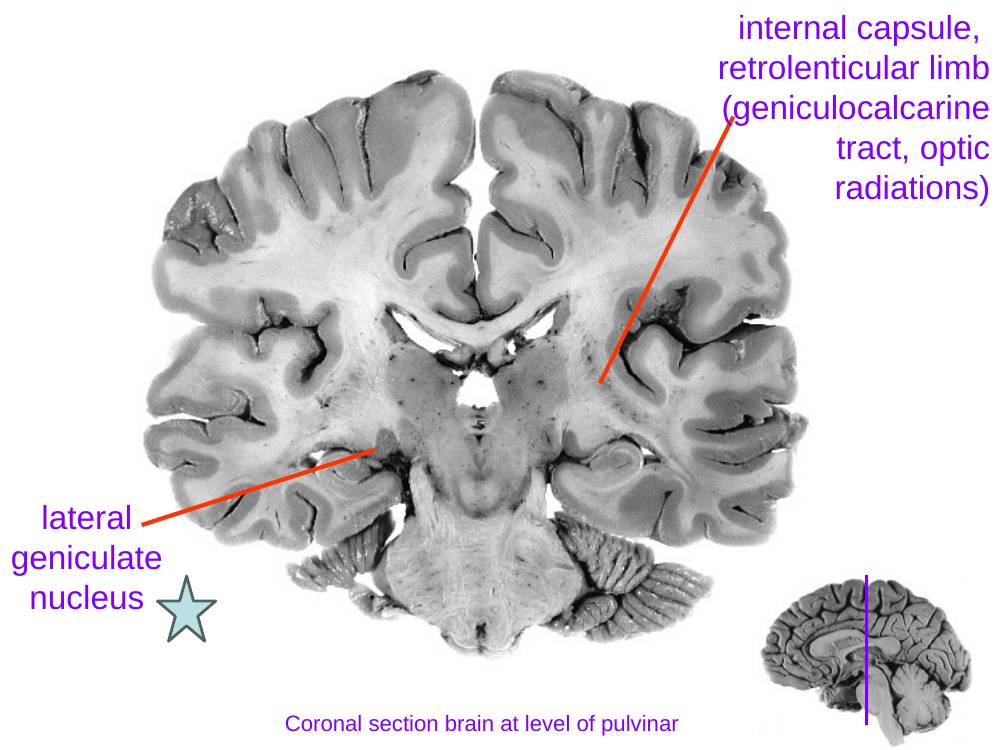 internal capsule,
retrolenticular limb
(geniculocalcarine
tract, optic
radiations)
lateral
geniculate
nucleus
Coronal section brain at level of pulvinar